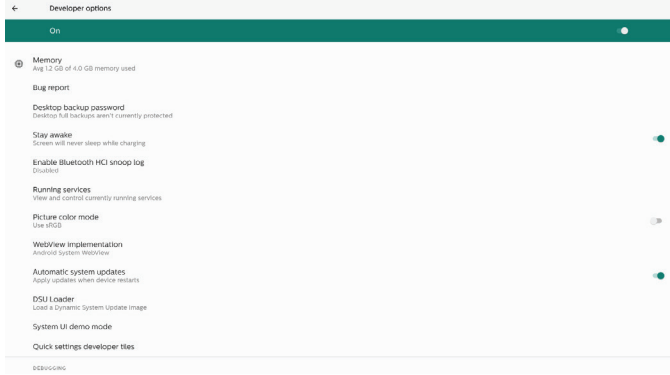 Developer options
On
Memory
Avg 1.2 GB of 4.0 GB memory used
Bug report
Desktop backup password
Desktop full backups aren't currently protected
Stay awake
Screen will never sleep while charging
Enable Bluetooth HCI snoop log
Disabled
Running services
View and control currently running services
Picture color mode
Use sRGB
WebView implementation
Android System WebView
Automatic system updates
Apply updates when device restarts
DSU Loader
Load a Dynamic System Update Image
System UI demo mode
Quick settings developer tiles
DEBUGGING